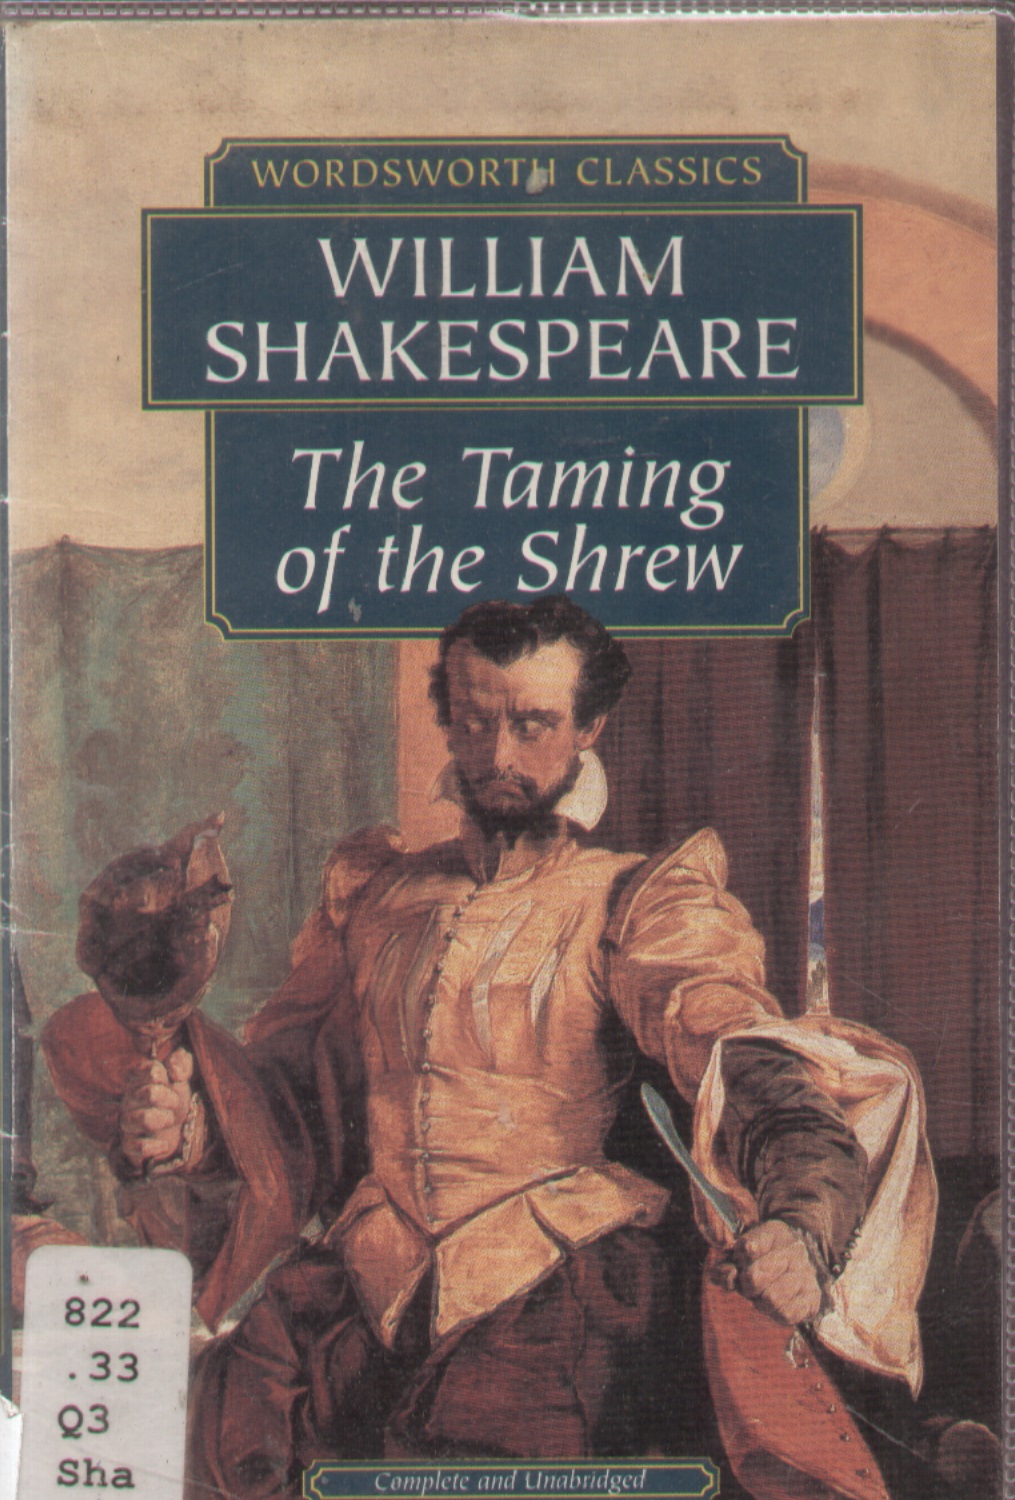 WORDSWORTH CLASSICS
WILLIAM
SHAKESPEARE
The Taming
of the Shrew
822
.33
Q3
Sha
Complete and Unabridged